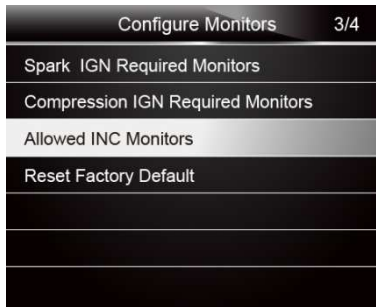 Configure Monitors 3/4
Spark IGN Required Monitors
Compression IGN Required Monitors
Allowed INC Monitors
Reset Factory Default